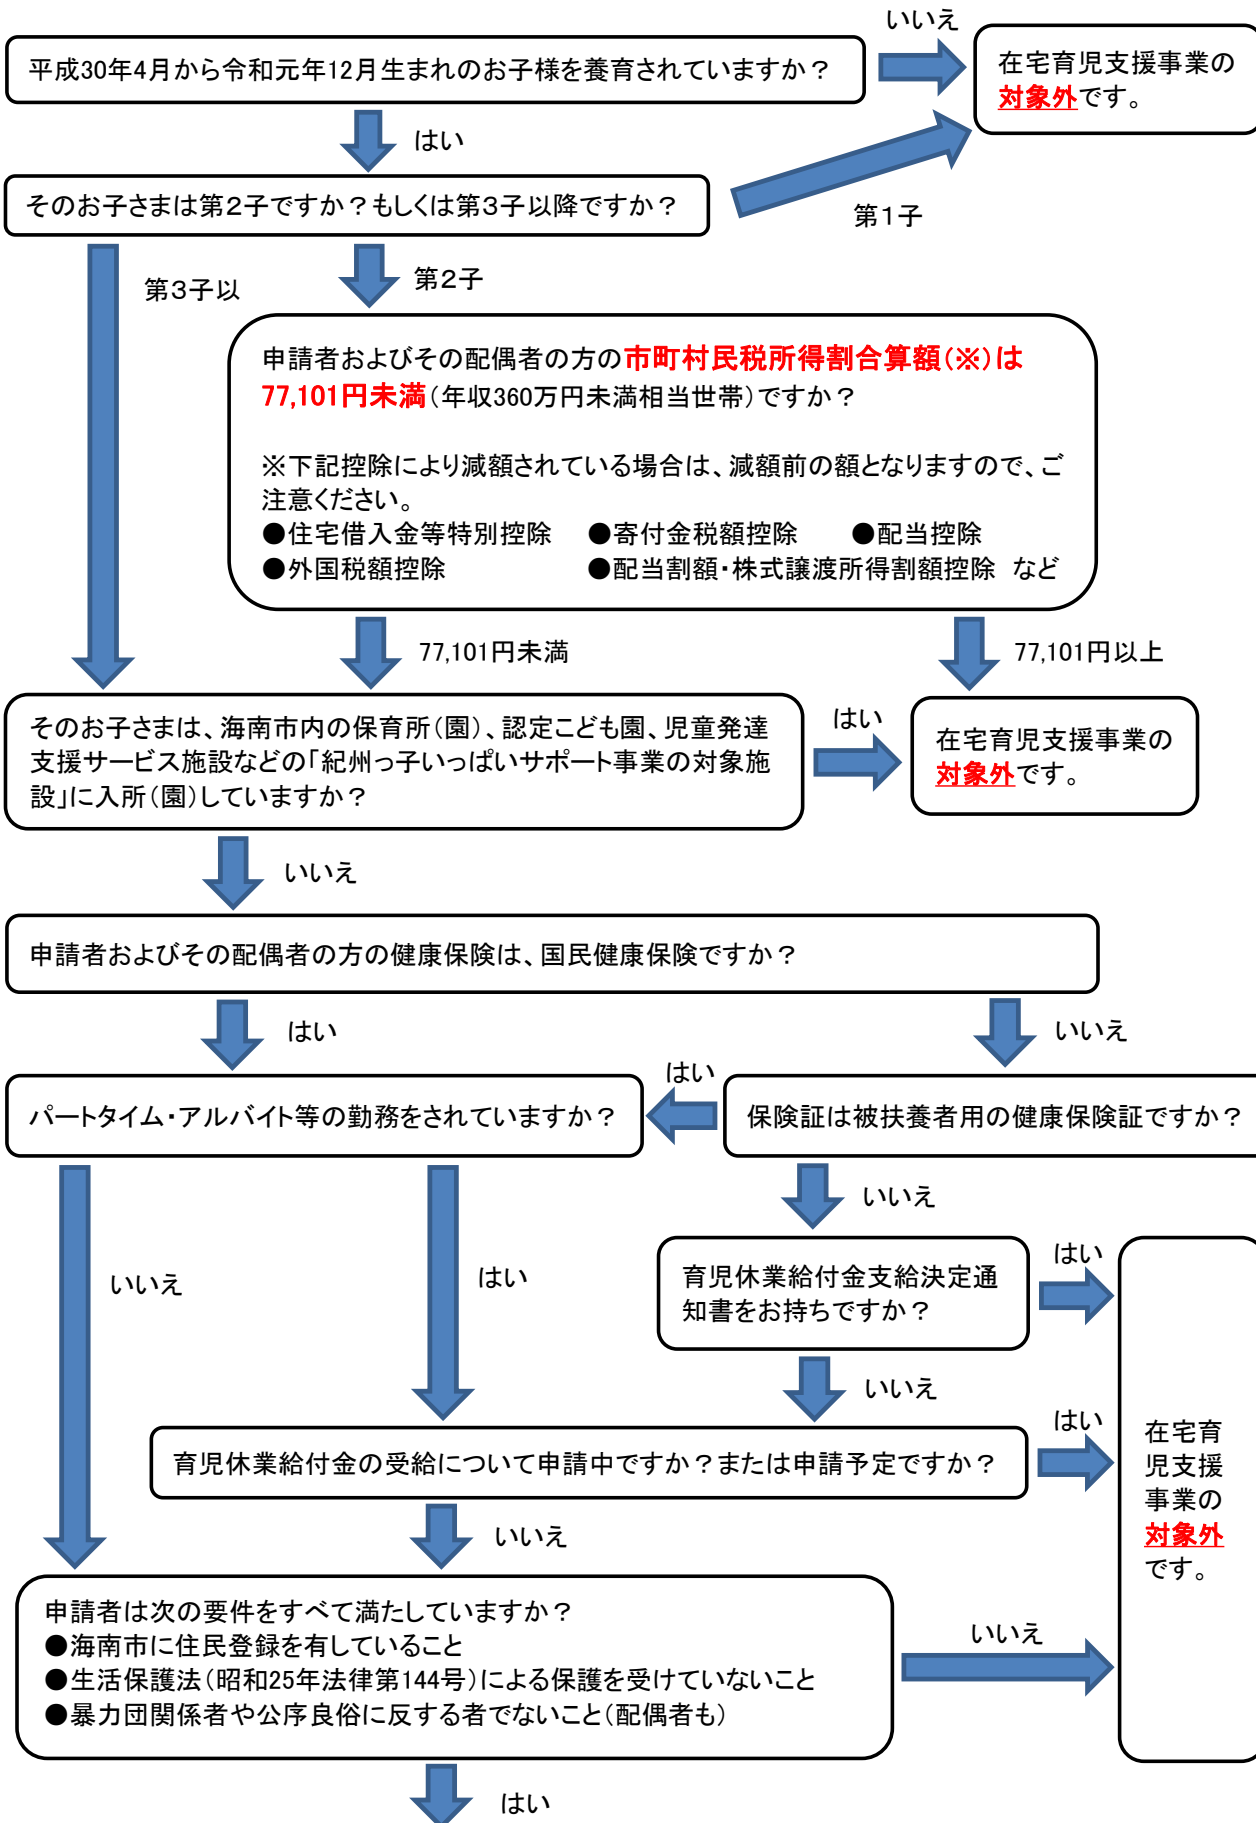 いいえ
平成30年4月から令和元年12月生まれのお子様を養育されていますか？
在宅育児支援事業の
対象外です。
はい
そのお子さまは第２子ですか？もしくは第３子以降ですか？
第１子
第３子以
第２子
申請者およびその配偶者の方の市町村民税所得割合算額（※）は
77,101円未満（年収360万円未満相当世帯）ですか？
※下記控除により減額されている場合は、減額前の額となりますので、ご
注意ください。
●住宅借入金等特別控除　●寄付金税額控除　●配当控除
●外国税額控除　●配当割額・株式譲渡所得割額控除　など
77,101円未満
77,101円以上
そのお子さまは、海南市内の保育所（園）、認定こども園、児童発達
支援サービス施設などの「紀州っ子いっぱいサポート事業の対象施
設」に入所（園）していますか？
はい
在宅育児支援事業の
対象外です。
いいえ
申請者およびその配偶者の方の健康保険は、国民健康保険ですか？
はい
いいえ
パートタイム・アルバイト等の勤務をされていますか？
はい
保険証は被扶養者用の健康保険証ですか？
いいえ
いいえ
はい
育児休業給付金支給決定通
知書をお持ちですか？
はい
いいえ
育児休業給付金の受給について申請中ですか？または申請予定ですか？
はい
在宅育
児支援
事業の
対象外
です。
いいえ
申請者は次の要件をすべて満たしていますか？
●海南市に住民登録を有していること
●生活保護法（昭和25年法律第144号）による保護を受けていないこと
●暴力団関係者や公序良俗に反する者でないこと（配偶者も）
いいえ
はい